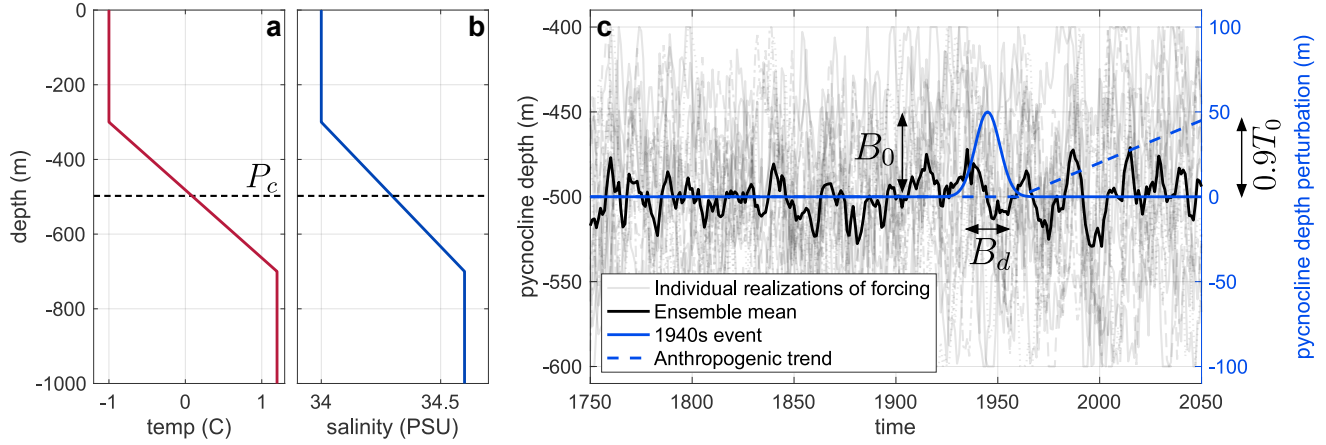 a
0
-200
-400
-600
-800
-1000
depth (m)
P_c
-1
0
1
temp (C)
b
34
34.5
salinity (PSU)
c
-400
-450
-500
-550
-600
pycnocline depth (m)
B_0
B_d
Individual realizations of forcing
Ensemble mean
1940s event
Anthropogenic trend
1750
1800
1850
1900
1950
2000
2050
time
100
50
0
-50
-100
pycnocline depth perturbation (m)
0.9T_0